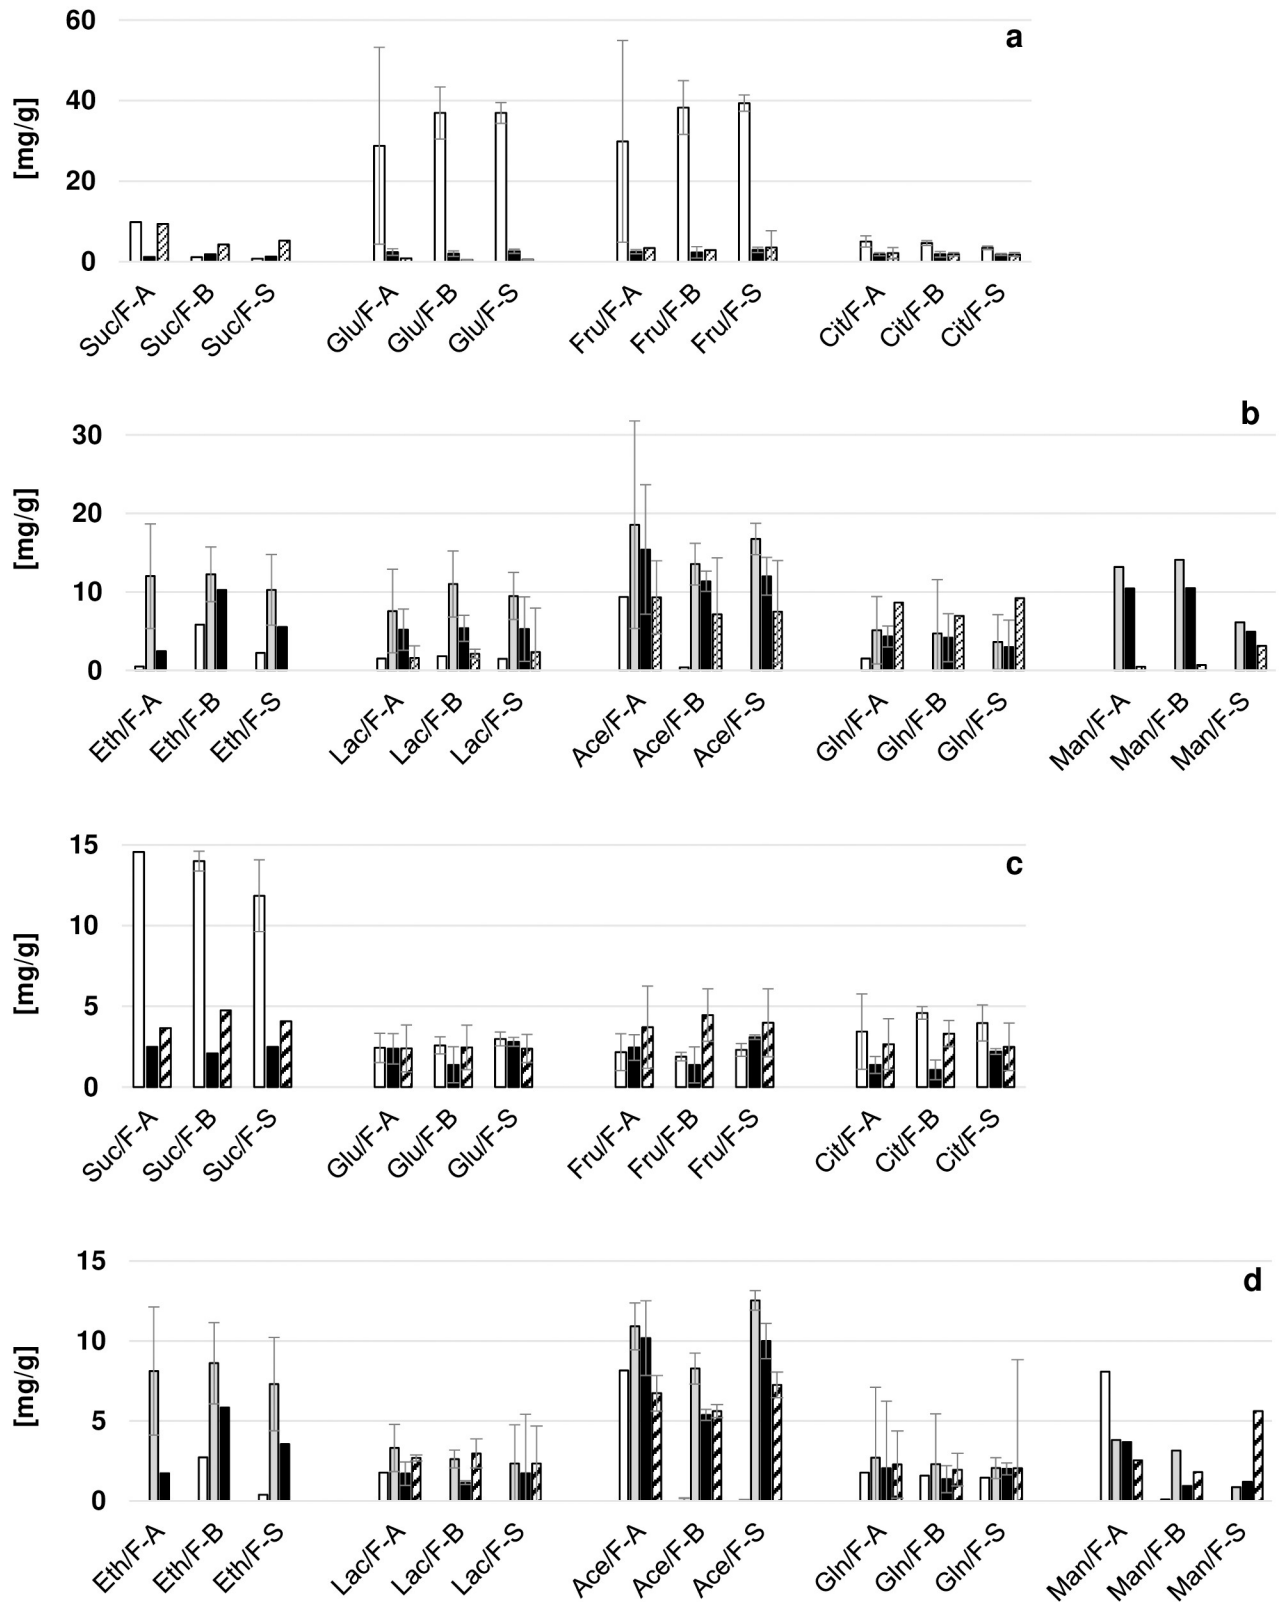 60
a
[mg/g]
40
20
0
Suc/F-A Suc/F-B Suc/F-S Glu/F-A Glu/F-B Glu/F-S Fru/F-A Fru/F-B Fru/F-S Cit/F-A Cit/F-B Cit/F-S
b
30
[mg/g]
20
10
0
Eth/F-A Eth/F-B Eth/F-S Lac/F-A Lac/F-B Lac/F-S Ace/F-A Ace/F-B Ace/F-S Gln/F-A Gln/F-B Gln/F-S Man/F-A Man/F-B Man/F-S
15
c
[mg/g]
10
5
0
Suc/F-A Suc/F-B Suc/F-S Glu/F-A Glu/F-B Glu/F-S Fru/F-A Fru/F-B Fru/F-S Cit/F-A Cit/F-B Cit/F-S
15
d
[mg/g]
10
5
0
Eth/F-A Eth/F-B Eth/F-S Lac/F-A Lac/F-B Lac/F-S Ace/F-A Ace/F-B Ace/F-S Gln/F-A Gln/F-B Gln/F-S Man/F-A Man/F-B Man/F-S